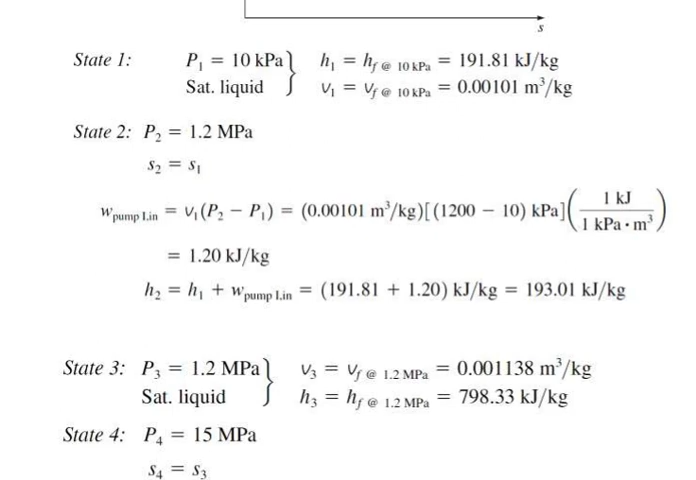 s
State 1: P₁ = 10 kPa } h₁ = h_f @ 10 kPa = 191.81 kJ/kg
Sat. liquid } v₁ = v_f @ 10 kPa = 0.00101 m³/kg
State 2: P₂ = 1.2 MPa
s₂ = s₁
w_pump I,in = v₁(P₂ − P₁) = (0.00101 m³/kg)[(1200 − 10) kPa](1 kJ / 1 kPa · m³)
= 1.20 kJ/kg
h₂ = h₁ + w_pump I,in = (191.81 + 1.20) kJ/kg = 193.01 kJ/kg
State 3: P₃ = 1.2 MPa } v₃ = v_f @ 1.2 MPa = 0.001138 m³/kg
Sat. liquid } h₃ = h_f @ 1.2 MPa = 798.33 kJ/kg
State 4: P₄ = 15 MPa
s₄ = s₃